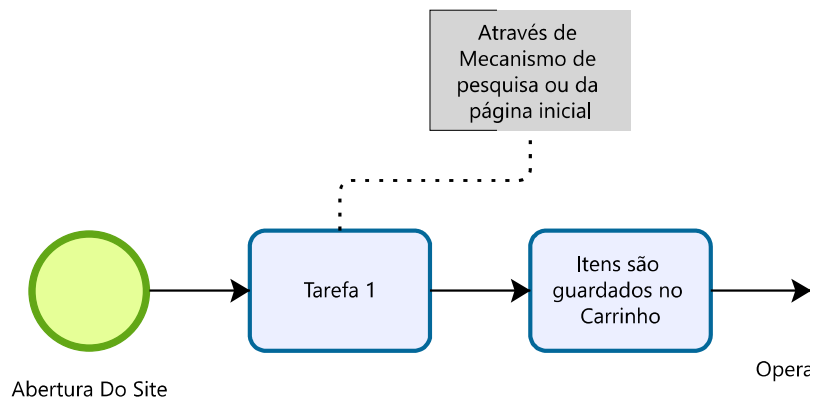 Através de
Mecanismo de
pesquisa ou da
página inicial
Tarefa 1
Itens são
guardados no
Carrinho
Abertura Do Site
Opera